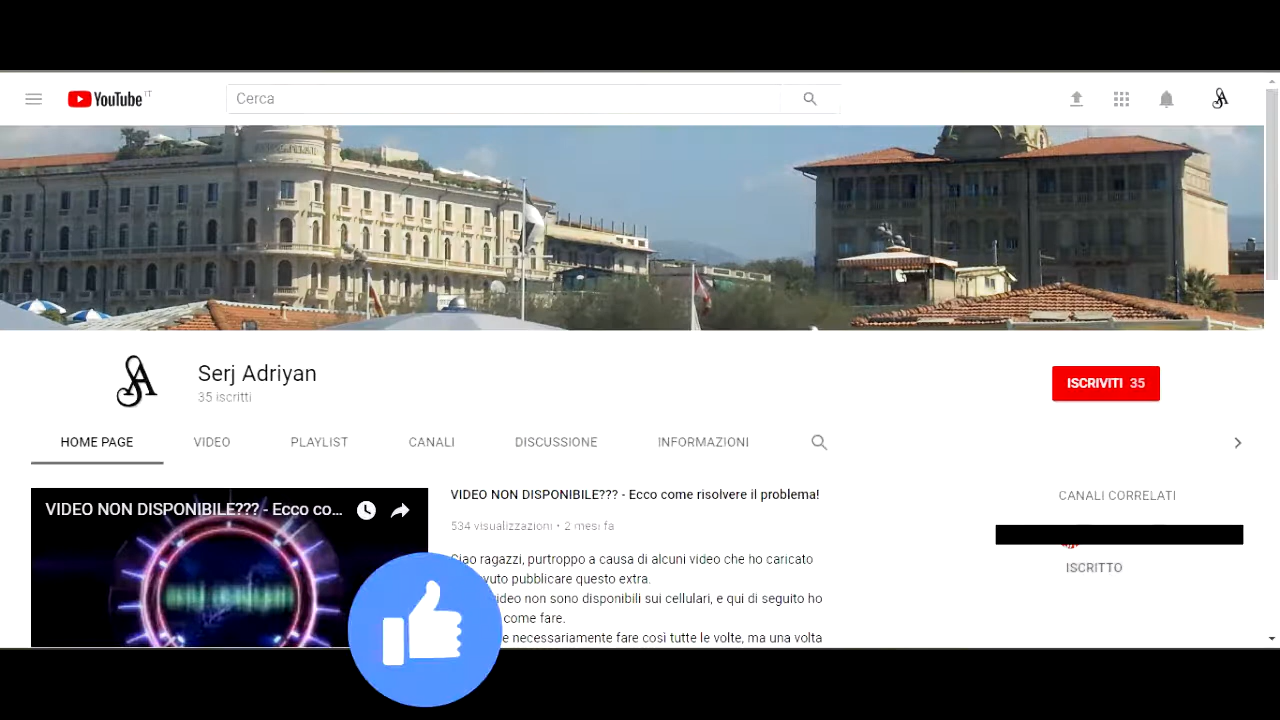 YouTube IT
Cerca
Serj Adriyan
35 iscritti
ISCRIVITI 35
HOME PAGE
VIDEO
PLAYLIST
CANALI
DISCUSSIONE
INFORMAZIONI
VIDEO NON DISPONIBILE??? - Ecco co...
VIDEO NON DISPONIBILE??? - Ecco come risolvere il problema!
534 visualizzazioni • 2 mesi fa
Ciao ragazzi, purtroppo a causa di alcuni video che ho caricato
pubblicare questo extra.
non sono disponibili sui cellulari, e qui di seguito ho
come fare.
necessariamente fare così tutte le volte, ma una volta
CANALI CORRELATI
ISCRITTO